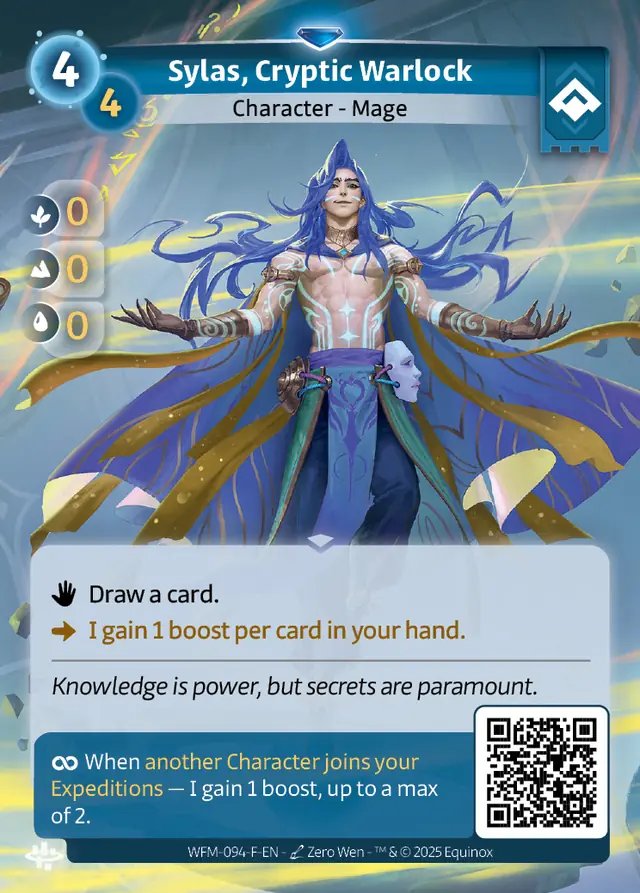 4
4
Sylas, Cryptic Warlock
Character - Mage
0
0
0
Draw a card.
I gain 1 boost per card in your hand.
Knowledge is power, but secrets are paramount.
When another Character joins your
Expeditions — I gain 1 boost, up to a max
of 2.
WFM-094-F-EN - Zero Wen - ™ & © 2025 Equinox